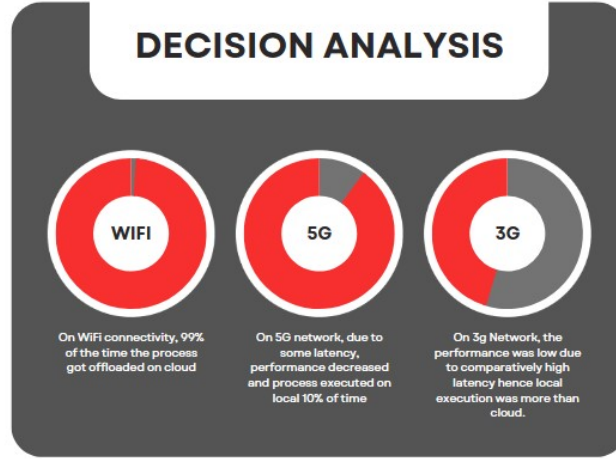 DECISION ANALYSIS
WIFI
5G
3G
On WiFi connectivity, 99%
of the time the process
got offloaded on cloud
On 5G network, due to
some latency,
performance decreased
and process executed on
local 10% of time
On 3g Network, the
performance was low due
to comparatively high
latency hence local
execution was more than
cloud.